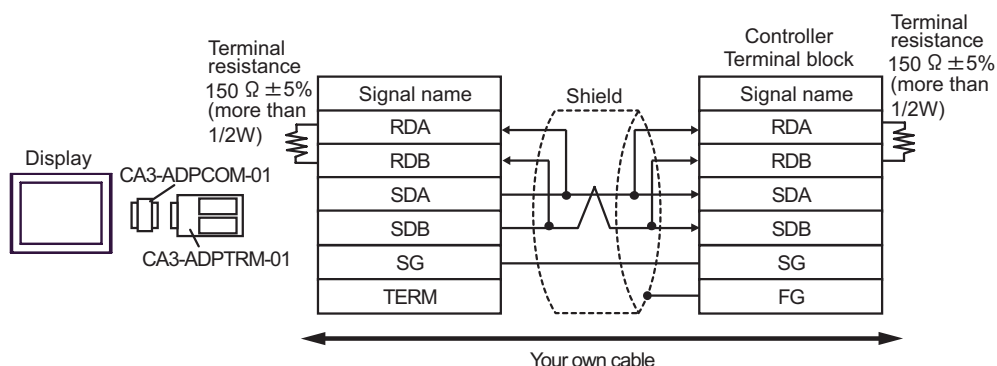 Terminal
resistance
150 Ω ±5%
(more than
1/2W)
Display
CA3-ADPCOM-01
CA3-ADPTRM-01
Signal name
RDA
RDB
SDA
SDB
SG
TERM
Shield
Controller
Terminal block
Signal name
RDA
RDB
SDA
SDB
SG
FG
Terminal
resistance
150 Ω ±5%
(more than
1/2W)
Your own cable